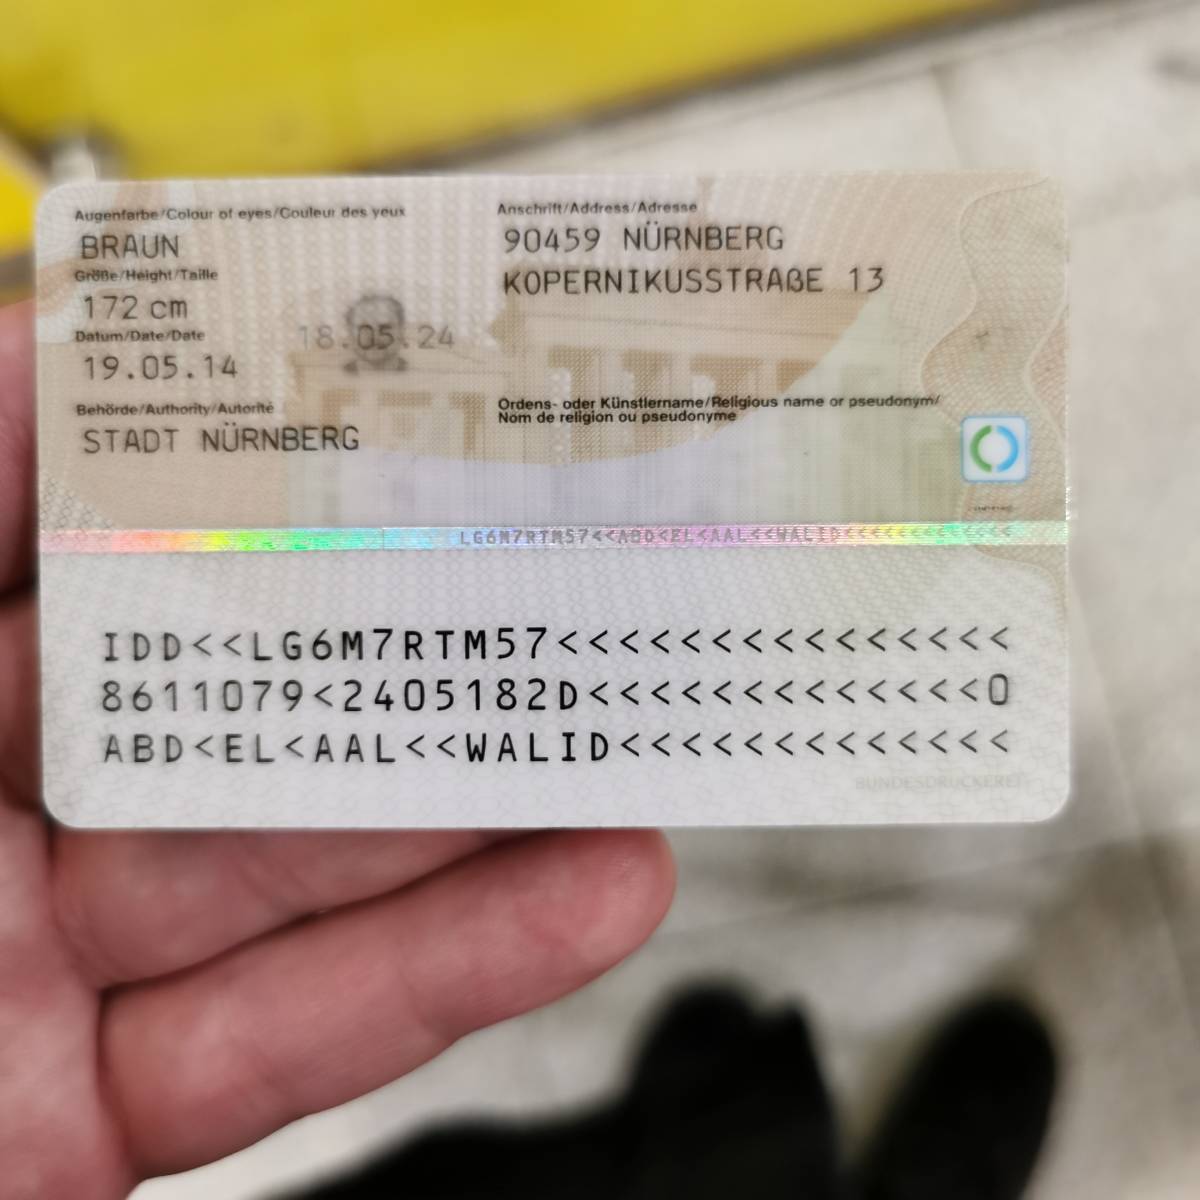 Augenfarbe/Colour of eyes/Couleur des yeux
BRAUN
Größe/Height/Taille
172 cm
Datum/Date/Date
19.05.14
18.05.24
Behörde/Authority/Autorité
STADT NÜRNBERG
Anschrift/Address/Adresse
90459 NÜRNBERG
KOPERNIKUSSTRAßE 13
Ordens- oder Künstlername/Religious name or pseudonym/
Nom de religion ou pseudonyme
LG6M7RTM57<<ABD<EL<AAL<<WALID<<<<<<<<<<<<<
IDD<<LG6M7RTM57<<<<<<<<<<<<<<<
8611079<2405182D<<<<<<<<<<<<<0
ABD<EL<AAL<<WALID<<<<<<<<<<<<<
BUNDESDRUCKEREI